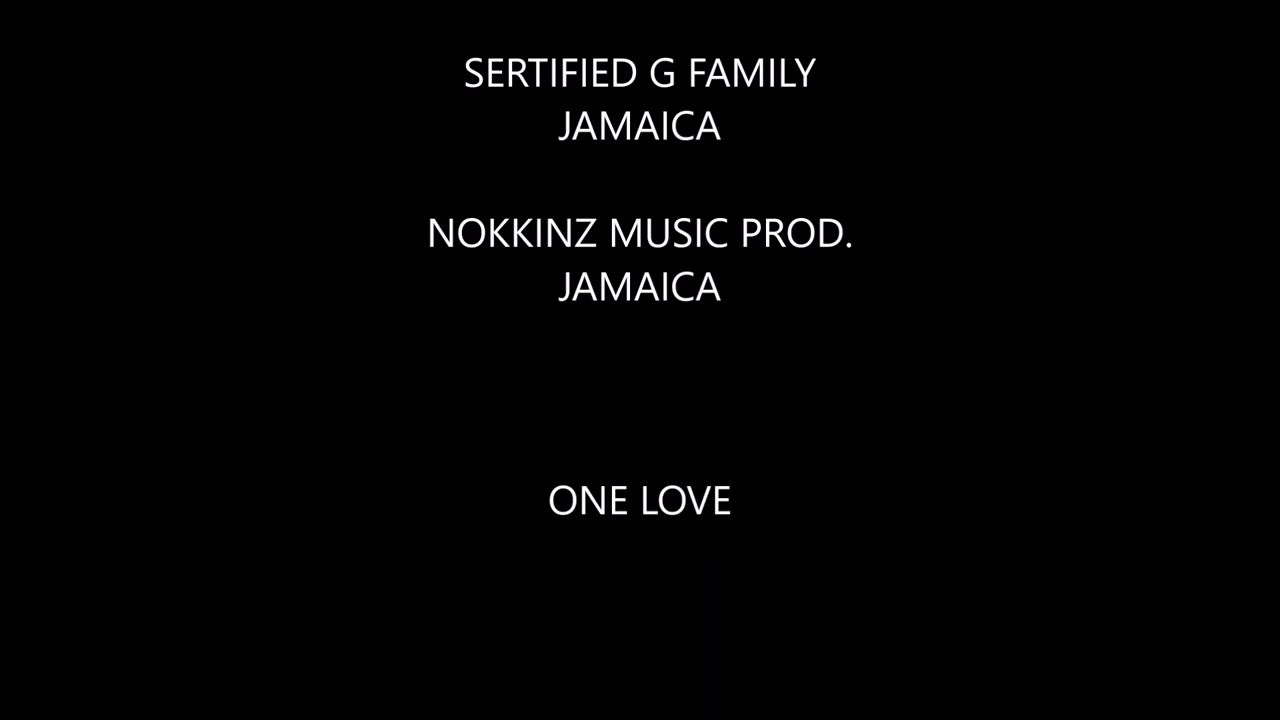 SERTIFIED G FAMILY
JAMAICA
NOKKINZ MUSIC PROD.
JAMAICA
ONE LOVE